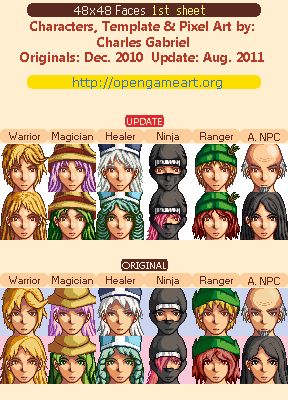 48x48 Faces 1st sheet
Characters, Template & Pixel Art by:
Charles Gabriel
Originals: Dec. 2010 Update: Aug. 2011
http://opengameart.org
UPDATE
Warrior Magician Healer Ninja Ranger A. NPC
ORIGINAL
Warrior Magician Healer Ninja Ranger A. NPC